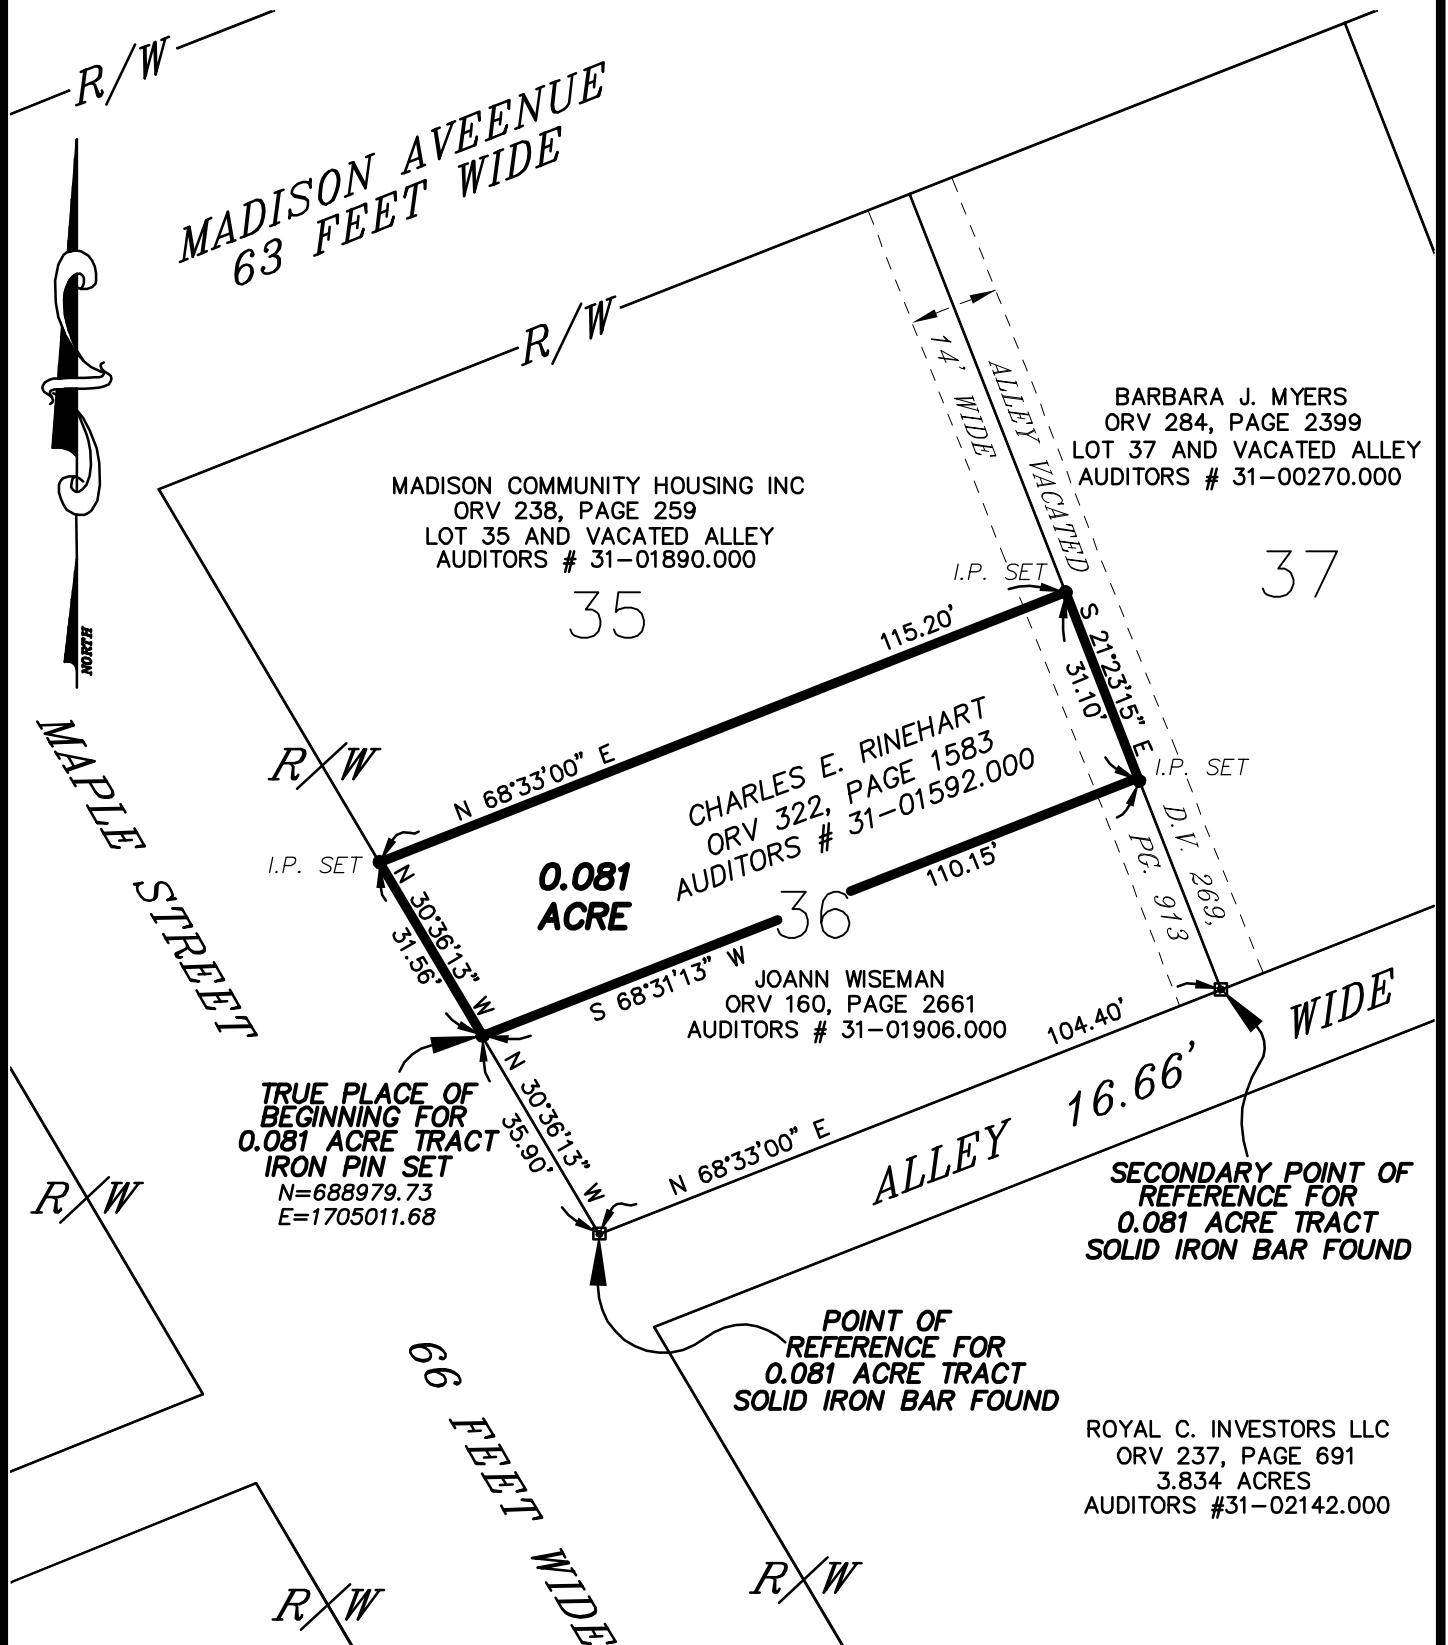 R/W
MADISON AVEENUE
63 FEET WIDE
R/W
NORTH
14' WIDE
ALLEY VACATED
BARBARA J. MYERS
ORV 284, PAGE 2399
LOT 37 AND VACATED ALLEY
AUDITORS # 31-00270.000
37
MADISON COMMUNITY HOUSING INC
ORV 238, PAGE 259
LOT 35 AND VACATED ALLEY
AUDITORS # 31-01890.000
35
I.P. SET
115.20'
N 68°33'00" E
S 21°23'15" E
31.10'
R/W
MAPLE STREET
I.P. SET
CHARLES E. RINEHART
ORV 322, PAGE 1583
AUDITORS # 31-01592.000
I.P. SET
0.081
ACRE
N 30°36'13" W
31.56'
110.15'
36
S 68°31'13" W
D.V. 269,
PG. 913
JOANN WISEMAN
ORV 160, PAGE 2661
AUDITORS # 31-01906.000
104.40'
N 68°33'00" E
N 30°36'13" W
35.90'
ALLEY 16.66' WIDE
TRUE PLACE OF
BEGINNING FOR
0.081 ACRE TRACT
IRON PIN SET
N=688979.73
E=1705011.68
R/W
SECONDARY POINT OF
REFERENCE FOR
0.081 ACRE TRACT
SOLID IRON BAR FOUND
POINT OF
REFERENCE FOR
0.081 ACRE TRACT
SOLID IRON BAR FOUND
66 FEET WIDE
ROYAL C. INVESTORS LLC
ORV 237, PAGE 691
3.834 ACRES
AUDITORS #31-02142.000
R/W
R/W